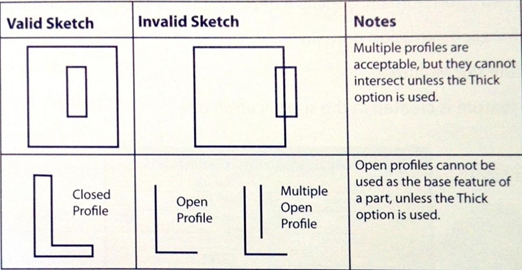 Valid Sketch
Invalid Sketch
Notes
Multiple profiles are
acceptable, but they cannot
intersect unless the Thick
option is used.
Closed
Profile
Open
Profile
Multiple
Open
Profile
Open profiles cannot be
used as the base feature of
a part, unless the Thick
option is used.